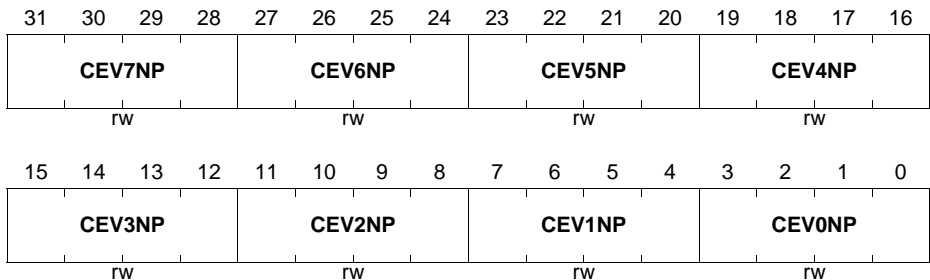 31 30 29 28 27 26 25 24 23 22 21 20 19 18 17 16
CEV7NP CEV6NP CEV5NP CEV4NP
rw rw rw rw
15 14 13 12 11 10 9 8 7 6 5 4 3 2 1 0
CEV3NP CEV2NP CEV1NP CEV0NP
rw rw rw rw